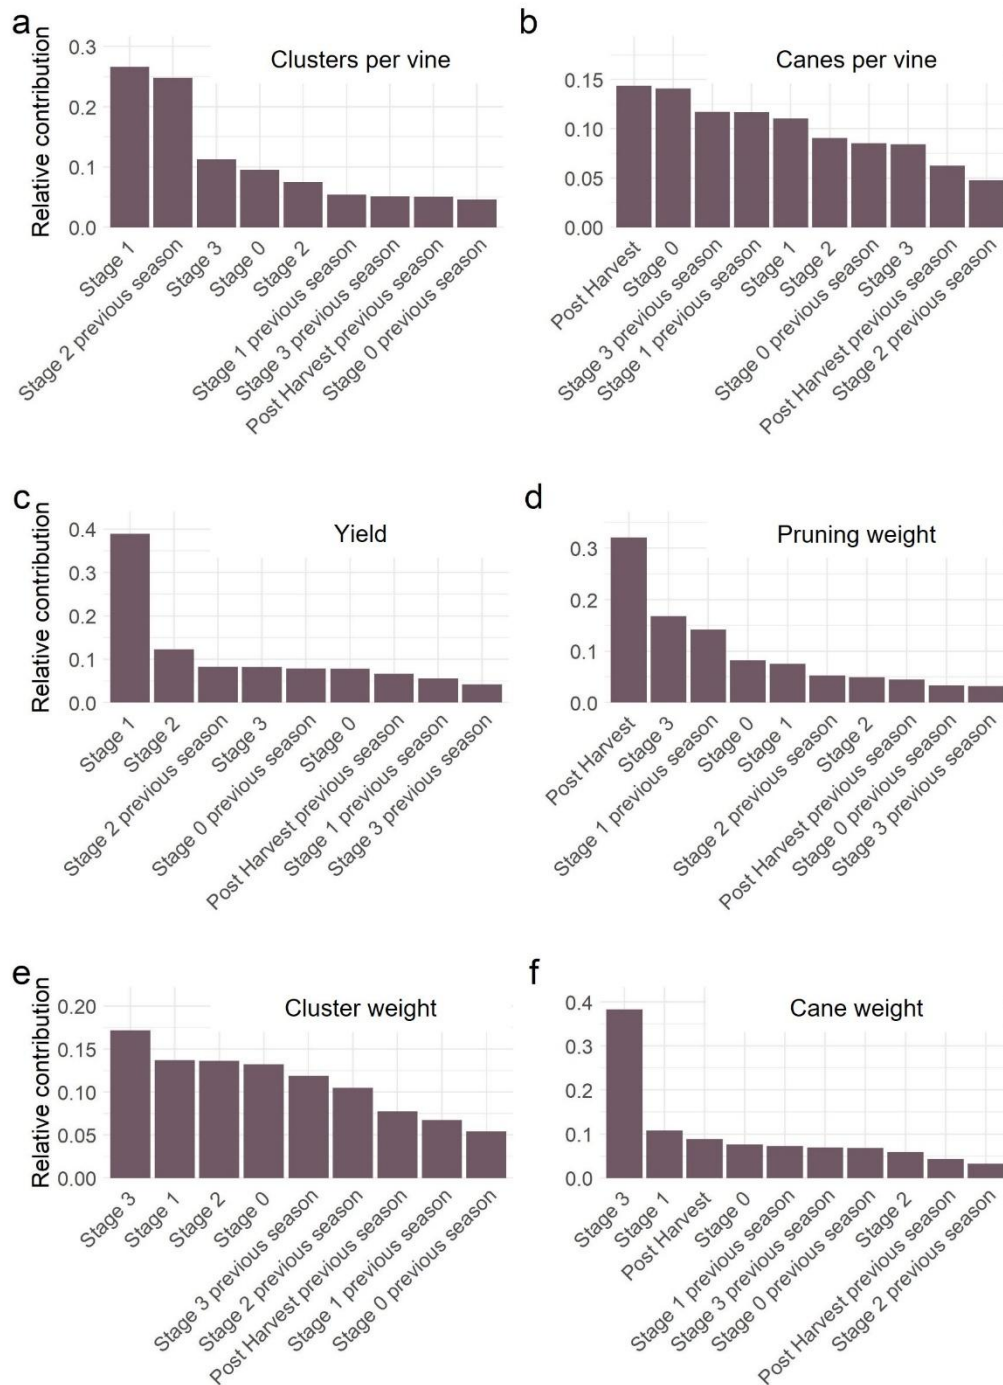 a
Clusters per vine
Relative contribution
0.3
0.2
0.1
0.0
Stage 1
Stage 2 previous season
Stage 3
Stage 0
Stage 2
Stage 1 previous season
Stage 3 previous season
Post Harvest previous season
Stage 0 previous season
b
Canes per vine
0.15
0.10
0.05
0.00
Post Harvest
Stage 0
Stage 3 previous season
Stage 1 previous season
Stage 1
Stage 2
Stage 0 previous season
Stage 3
Post Harvest previous season
Stage 2 previous season
c
Yield
Relative contribution
0.4
0.3
0.2
0.1
0.0
Stage 1
Stage 2
Stage 2 previous season
Stage 3
Stage 0 previous season
Stage 0
Post Harvest previous season
Stage 1 previous season
Stage 3 previous season
d
Pruning weight
0.3
0.2
0.1
0.0
Post Harvest
Stage 3
Stage 1 previous season
Stage 0
Stage 1
Stage 2 previous season
Stage 2
Post Harvest previous season
Stage 0 previous season
Stage 3 previous season
e
Cluster weight
Relative contribution
0.20
0.15
0.10
0.05
0.00
Stage 3
Stage 1
Stage 2
Stage 0
Stage 3 previous season
Stage 2 previous season
Post Harvest previous season
Stage 1 previous season
Stage 0 previous season
f
Cane weight
0.4
0.3
0.2
0.1
0.0
Stage 3
Stage 1
Post Harvest
Stage 0
Stage 1 previous season
Stage 3 previous season
Stage 0 previous season
Stage 2
Post Harvest previous season
Stage 2 previous season